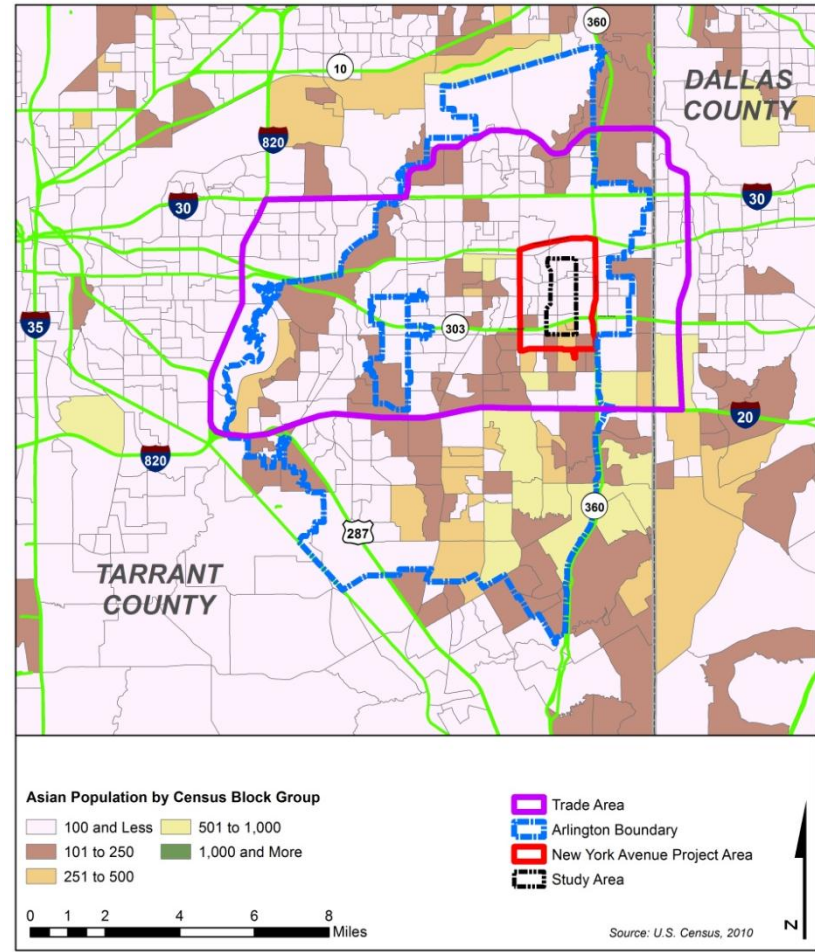 360
10
DALLAS
COUNTY
820
30
30
35
303
20
820
360
287
TARRANT
COUNTY
Asian Population by Census Block Group
100 and Less
501 to 1,000
101 to 250
1,000 and More
251 to 500
Trade Area
Arlington Boundary
New York Avenue Project Area
Study Area
0 1 2 4 6 8
Miles
Source: U.S. Census, 2010
N